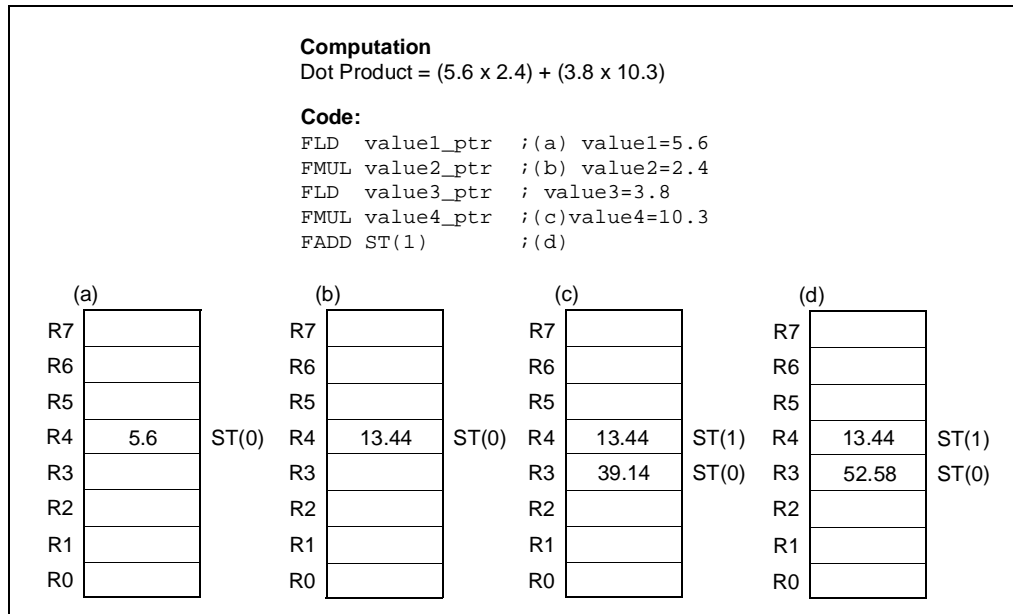 Computation
Dot Product = (5.6 x 2.4) + (3.8 x 10.3)
Code:
FLD value1_ptr ;(a) value1=5.6
FMUL value2_ptr ;(b) value2=2.4
FLD value3_ptr ; value3=3.8
FMUL value4_ptr ;(c)value4=10.3
FADD ST(1) ;(d)
(a) (b) (c) (d)
R7 R7 R7 R7
R6 R6 R6 R6
R5 R5 R5 R5
R4 5.6 ST(0) R4 13.44 ST(0) R4 13.44 ST(1) R4 13.44 ST(1)
R3 R3 R3 39.14 ST(0) R3 52.58 ST(0)
R2 R2 R2 R2
R1 R1 R1 R1
R0 R0 R0 R0